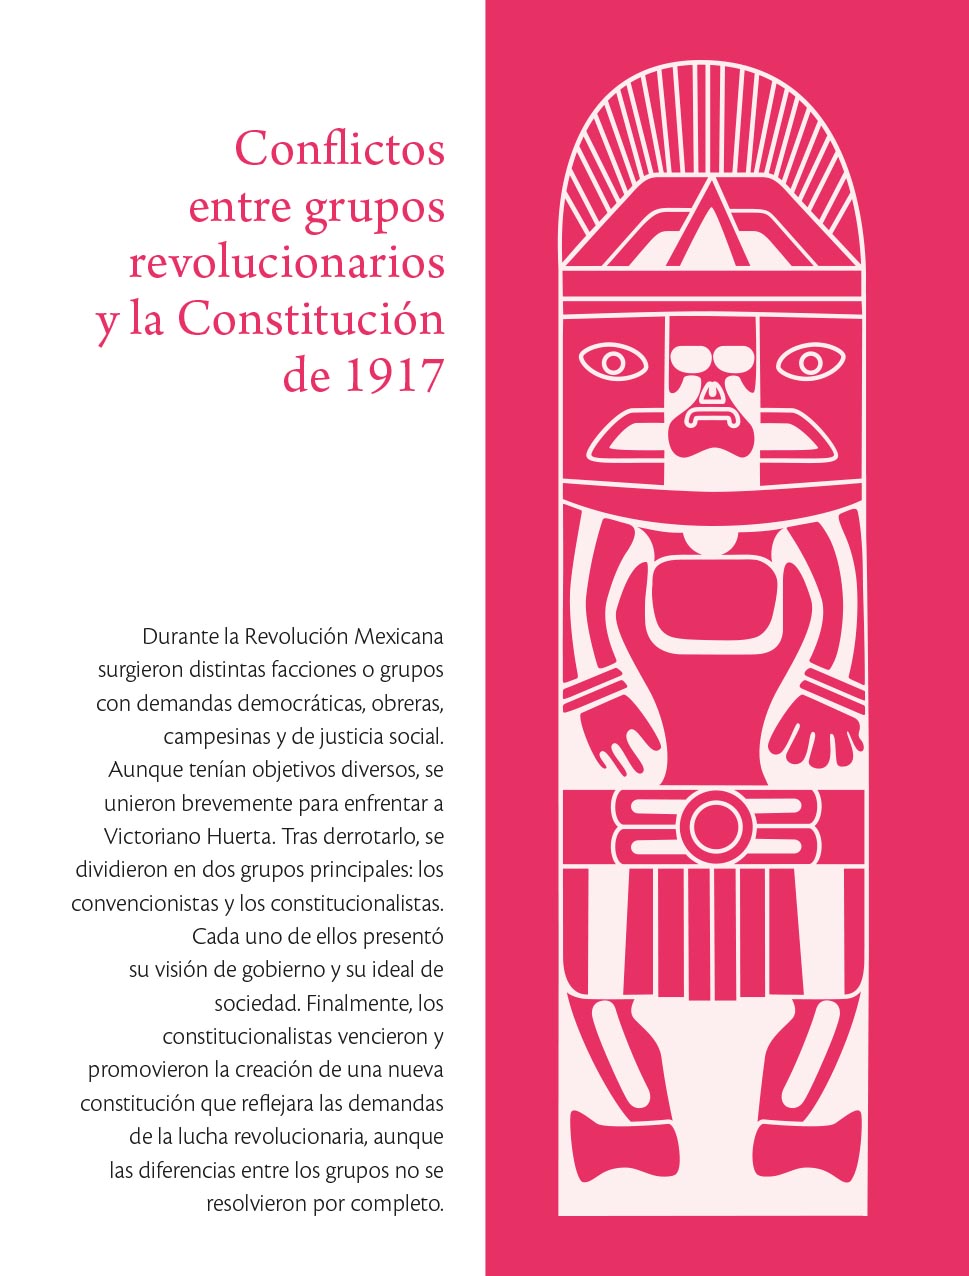 Conflictos
entre grupos
revolucionarios
y la Constitución
de 1917
Durante la Revolución Mexicana
surgieron distintas facciones o grupos
con demandas democráticas, obreras,
campesinas y de justicia social.
Aunque tenían objetivos diversos, se
unieron brevemente para enfrentar a
Victoriano Huerta. Tras derrotarlo, se
dividieron en dos grupos principales: los
convencionistas y los constitucionalistas.
Cada uno de ellos presentó
su visión de gobierno y su ideal de
sociedad. Finalmente, los
constitucionalistas vencieron y
promovieron la creación de una nueva
constitución que reflejara las demandas
de la lucha revolucionaria, aunque
las diferencias entre los grupos no se
resolvieron por completo.